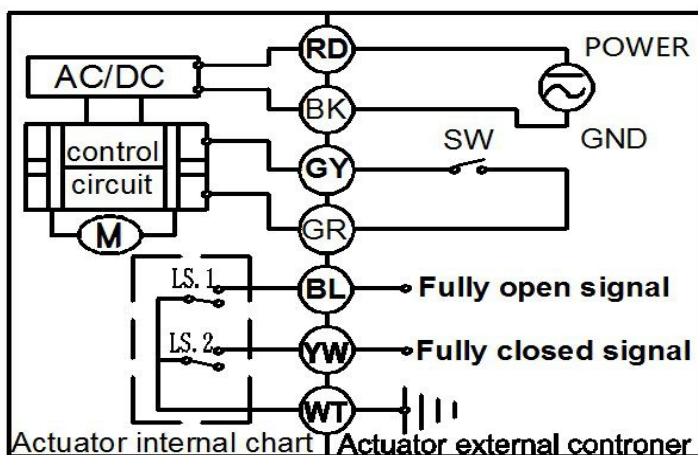 RD
POWER
AC/DC
BK
GND
SW
control
circuit
GY
M
GR
LS.1
BL
Fully open signal
LS.2
YW
Fully closed signal
WT
Actuator internal chart
Actuator external controner